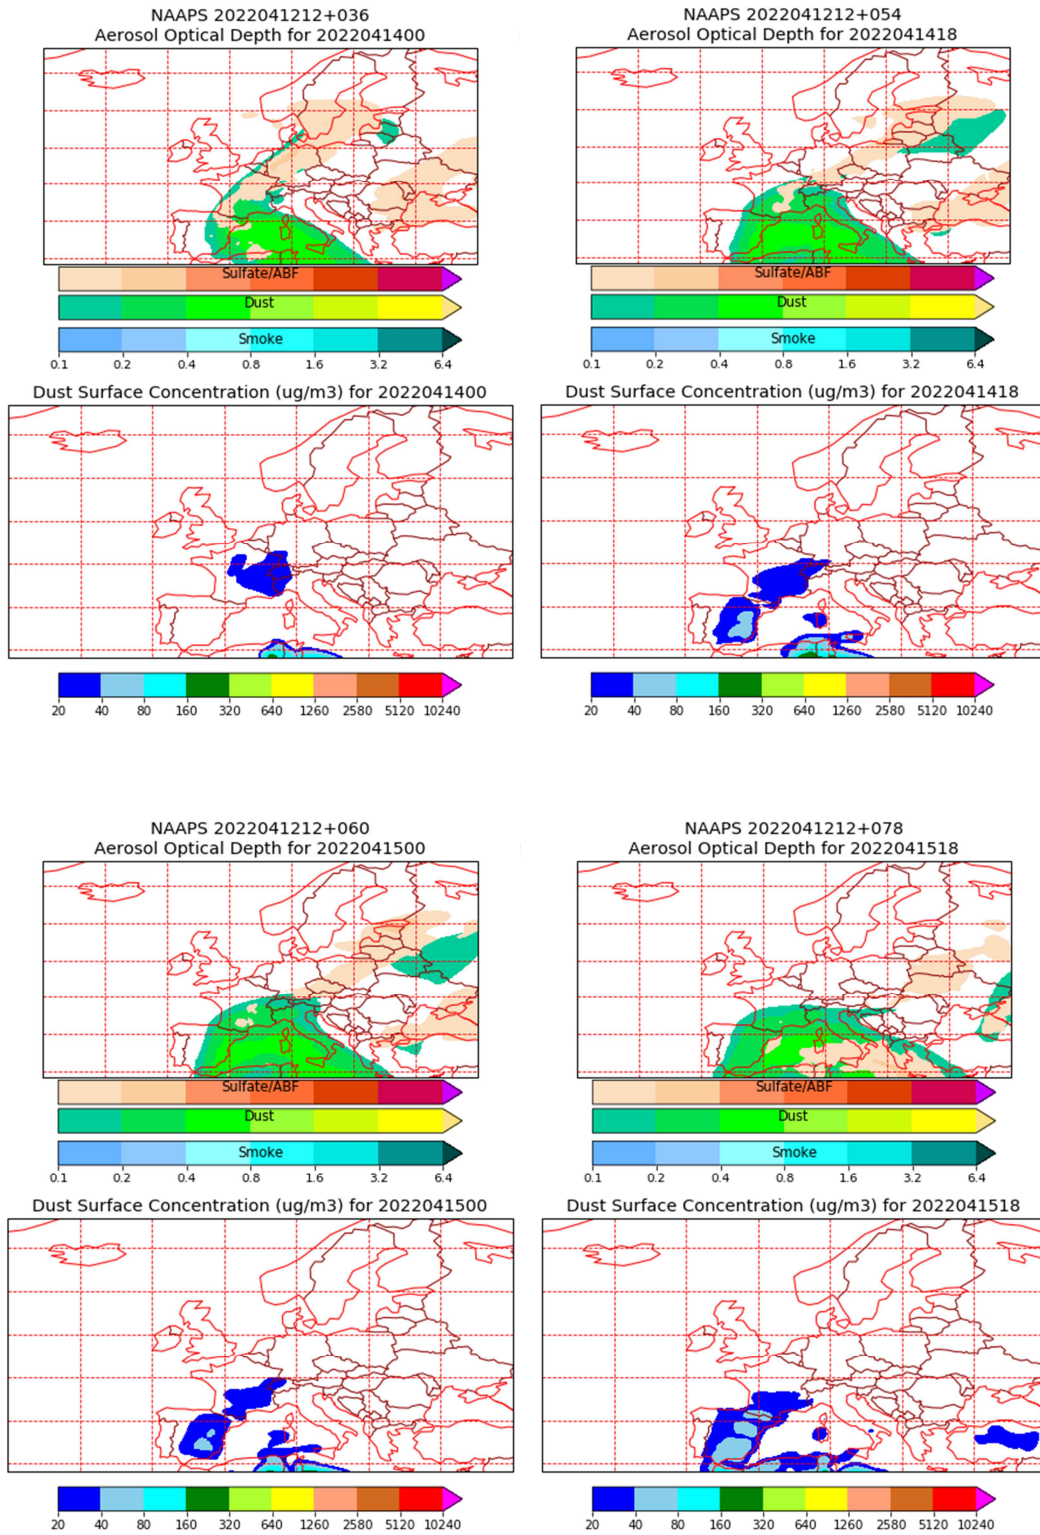 NAAPS 2022041212+036
Aerosol Optical Depth for 2022041400
Sulfate/ABF
Dust
Smoke
0.1 0.2 0.4 0.8 1.6 3.2 6.4
Dust Surface Concentration (ug/m3) for 2022041400
20 40 80 160 320 640 1260 2580 5120 10240
NAAPS 2022041212+054
Aerosol Optical Depth for 2022041418
Sulfate/ABF
Dust
Smoke
0.1 0.2 0.4 0.8 1.6 3.2 6.4
Dust Surface Concentration (ug/m3) for 2022041418
20 40 80 160 320 640 1260 2580 5120 10240
NAAPS 2022041212+060
Aerosol Optical Depth for 2022041500
Sulfate/ABF
Dust
Smoke
0.1 0.2 0.4 0.8 1.6 3.2 6.4
Dust Surface Concentration (ug/m3) for 2022041500
20 40 80 160 320 640 1260 2580 5120 10240
NAAPS 2022041212+078
Aerosol Optical Depth for 2022041518
Sulfate/ABF
Dust
Smoke
0.1 0.2 0.4 0.8 1.6 3.2 6.4
Dust Surface Concentration (ug/m3) for 2022041518
20 40 80 160 320 640 1260 2580 5120 10240